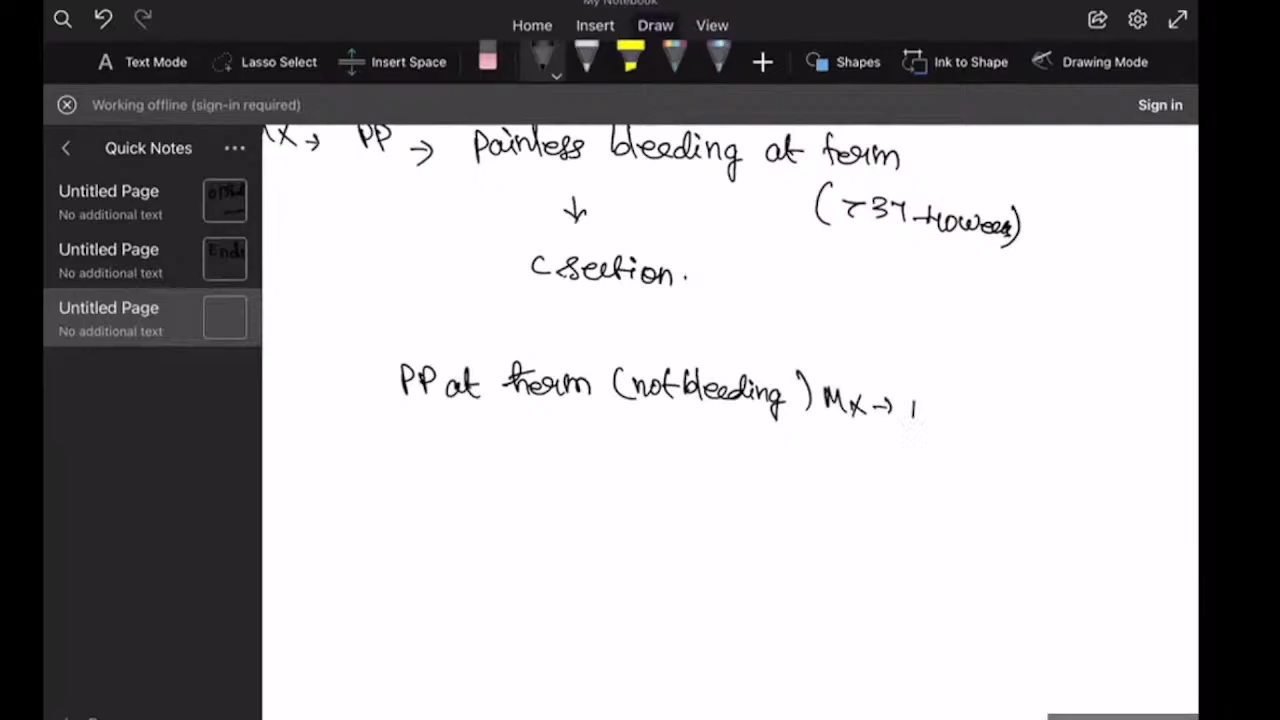 My Notebook
Home Insert Draw View
Text Mode Lasso Select Insert Space Shapes Ink to Shape Drawing Mode
Working offline (sign-in required) Sign in
Quick Notes
Untitled Page
No additional text
Untitled Page
No additional text
Untitled Page
No additional text
PP → painless bleeding at term
C section.
PP at term (not bleeding) Mx →